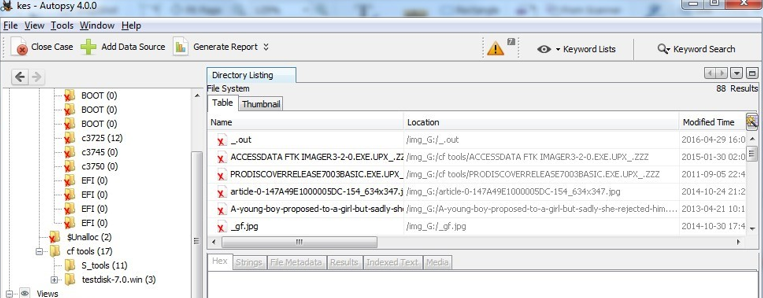 kes - Autopsy 4.0.0
File View Tools Window Help
Close Case Add Data Source Generate Report Keyword Lists Keyword Search
BOOT (0)
BOOT (0)
BOOT (0)
c3725 (12)
c3745 (0)
c3750 (0)
EFI (0)
EFI (0)
EFI (0)
EFI (0)
$Unalloc (2)
cf tools (17)
S_tools (11)
testdisk-7.0.win (3)
Views
Directory Listing
File System 88 Results
Table Thumbnail
Name Location Modified Time
_.out /img_G:/_.out 2016-04-29 16:0
ACCESSDATA FTK IMAGER3-2-0.EXE.UPX_.ZZ /img_G:/cf tools/ACCESSDATA FTK IMAGER3-2-0.EXE.UPX_.ZZZ 2015-01-30 02:0
PRODISCOVERRELEASE7003BASIC.EXE.UPX_.Z /img_G:/cf tools/PRODISCOVERRELEASE7003BASIC.EXE.UPX_.ZZZ 2011-09-05 22:4
article-0-147A49E1000005DC-154_634x347.j /img_G:/article-0-147A49E1000005DC-154_634x347.jpg 2014-10-24 21:2
A-young-boy-proposed-to-a-girl-but-sadly-she /img_G:/A-young-boy-proposed-to-a-girl-but-sadly-she-rejected-him.... 2013-04-21 10:1
_gf.jpg /img_G:/_gf.jpg 2014-10-30 17:4
Hex Strings File Metadata Results Indexed Text Media